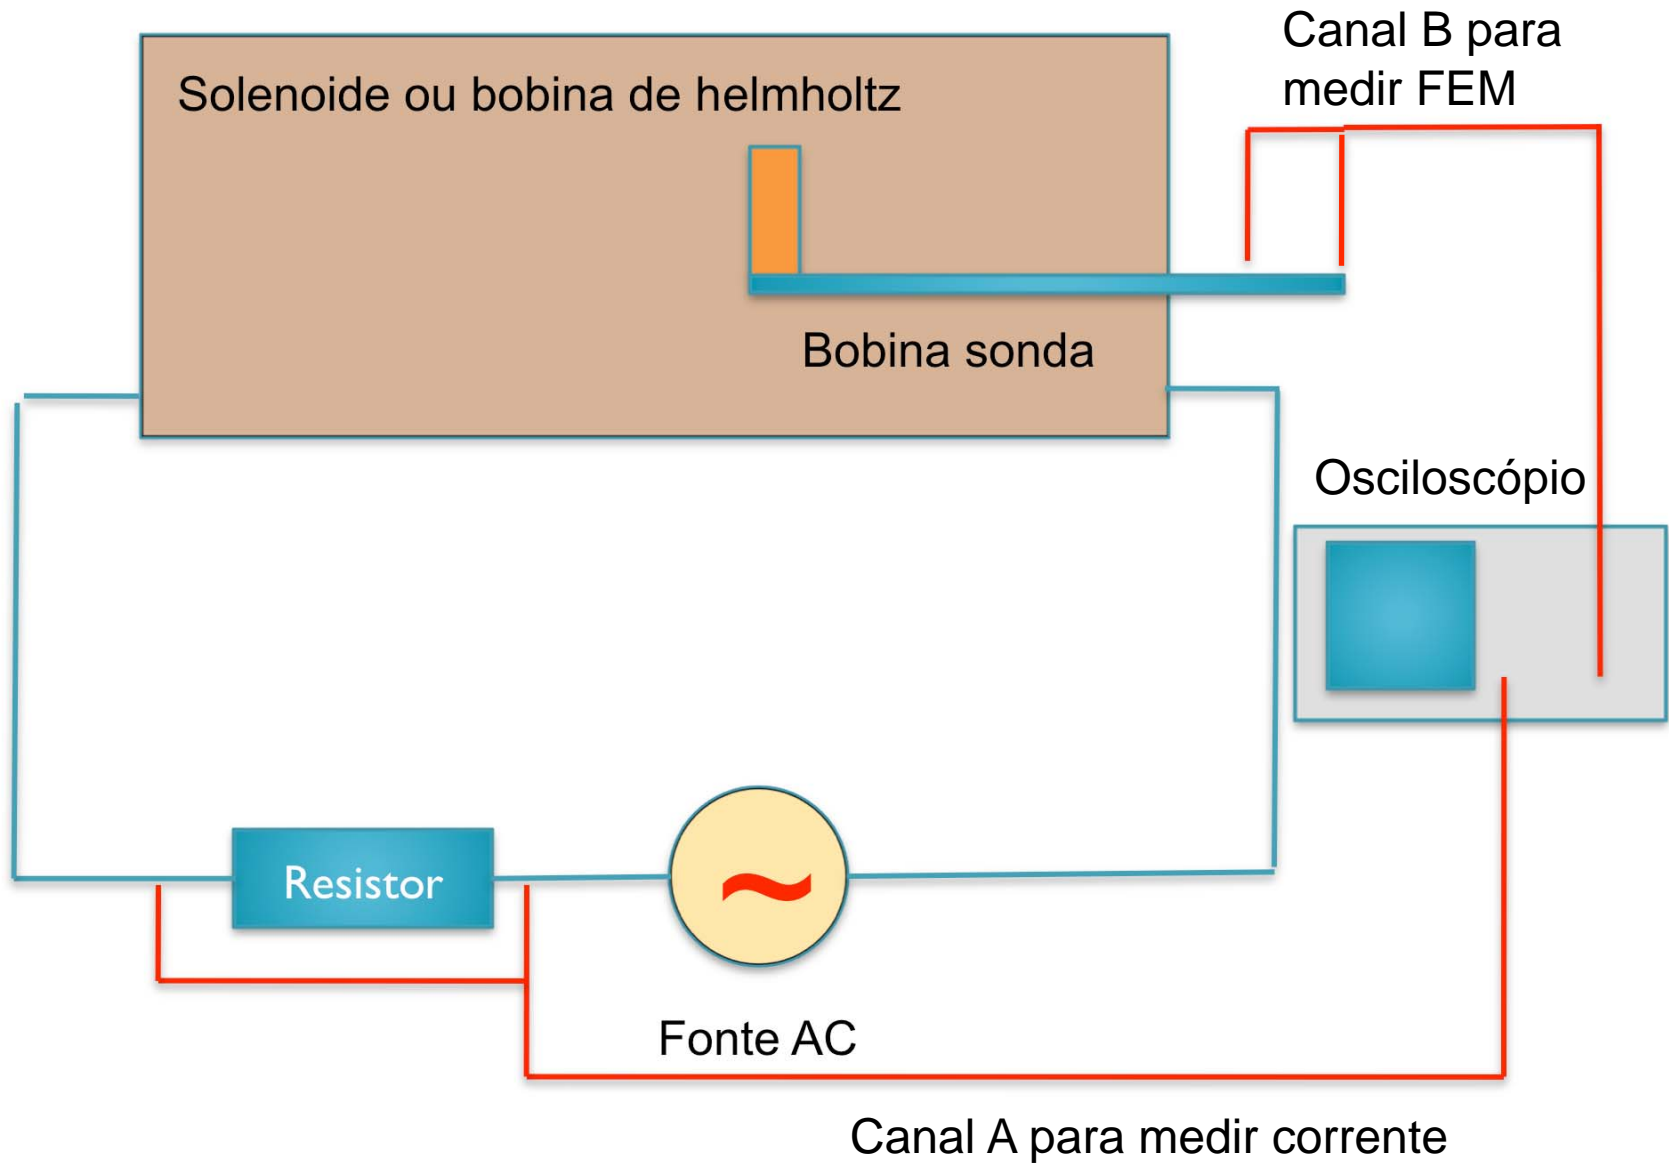 Canal B para
medir FEM
Solenoide ou bobina de helmholtz
Bobina sonda
Osciloscópio
Resistor
~
Fonte AC
Canal A para medir corrente